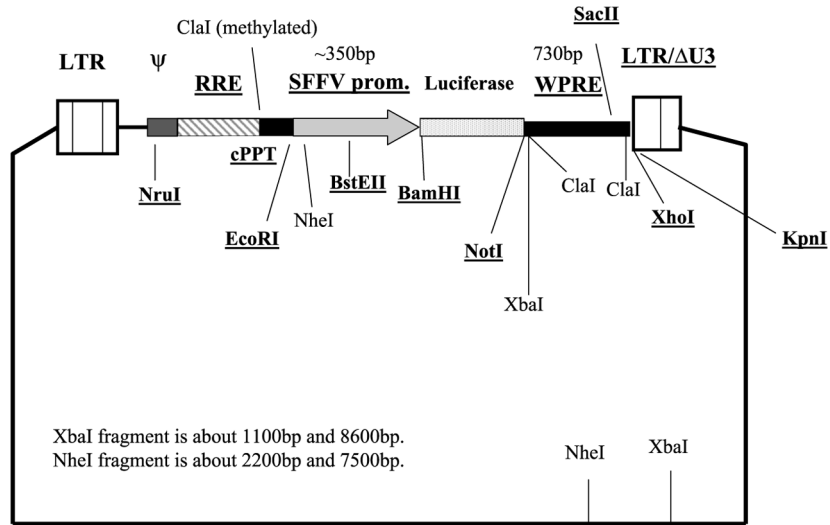 SacII
ClaI (methylated)
~350bp
730bp
LTR/ΔU3
LTR
Ψ
RRE
SFFV prom.
Luciferase
WPRE
cPPT
NruI
BstEII
BamHI
ClaI
ClaI
NheI
XhoI
EcoRI
NotI
KpnI
XbaI
XbaI fragment is about 1100bp and 8600bp.
NheI fragment is about 2200bp and 7500bp.
NheI
XbaI